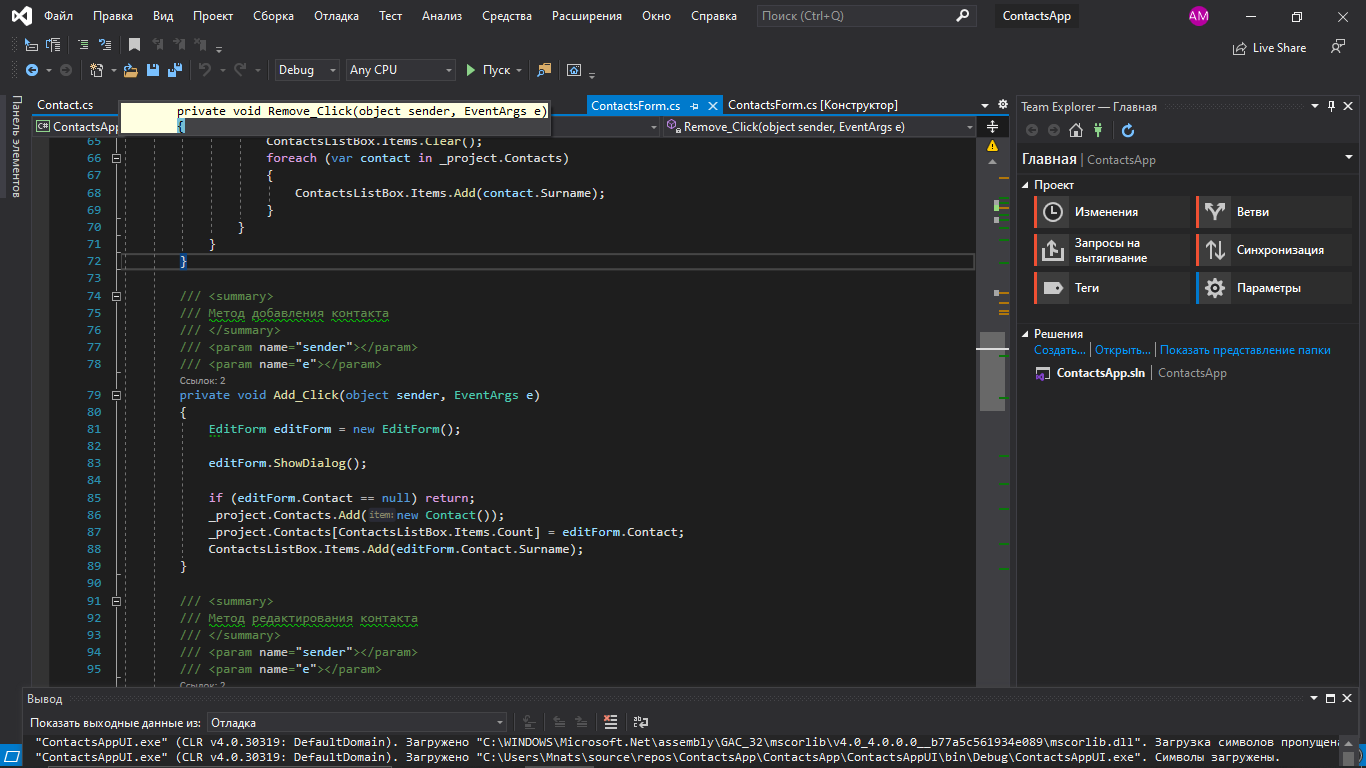 Файл Правка Вид Проект Сборка Отладка Тест Анализ Средства Расширения Окно Справка Поиск (Ctrl+Q) ContactsApp AM
Live Share
Debug Any CPU Пуск
Панель элементов
Contact.cs ContactsForm.cs ContactsForm.cs [Конструктор]
private void Remove_Click(object sender, EventArgs e)
{
C# ContactsApp Remove_Click(object sender, EventArgs e)
65 ContactsListBox.Items.Clear();
66 foreach (var contact in _project.Contacts)
67 {
68 ContactsListBox.Items.Add(contact.Surname);
69 }
70 }
71 }
72 }
73
74 /// <summary>
75 /// Метод добавления контакта
76 /// </summary>
77 /// <param name="sender"></param>
78 /// <param name="e"></param>
Ссылок: 2
79 private void Add_Click(object sender, EventArgs e)
80 {
81 EditForm editForm = new EditForm();
82
83 editForm.ShowDialog();
84
85 if (editForm.Contact == null) return;
86 _project.Contacts.Add(item: new Contact());
87 _project.Contacts[ContactsListBox.Items.Count] = editForm.Contact;
88 ContactsListBox.Items.Add(editForm.Contact.Surname);
89 }
90
91 /// <summary>
92 /// Метод редактирования контакта
93 /// </summary>
94 /// <param name="sender"></param>
95 /// <param name="e"></param>
Ссылок: 2
Team Explorer — Главная
Главная | ContactsApp
Проект
Изменения Ветви
Запросы на вытягивание Синхронизация
Теги Параметры
Решения
Создать... | Открыть... | Показать представление папки
ContactsApp.sln | ContactsApp
Вывод
Показать выходные данные из: Отладка
"ContactsAppUI.exe" (CLR v4.0.30319: DefaultDomain). Загружено "C:\WINDOWS\Microsoft.Net\assembly\GAC_32\mscorlib\v4.0_4.0.0.0__b77a5c561934e089\mscorlib.dll". Загрузка символов пропущена
"ContactsAppUI.exe" (CLR v4.0.30319: DefaultDomain). Загружено "C:\Users\Mnats\source\repos\ContactsApp\ContactsApp\ContactsAppUI\bin\Debug\ContactsAppUI.exe". Символы загружены.